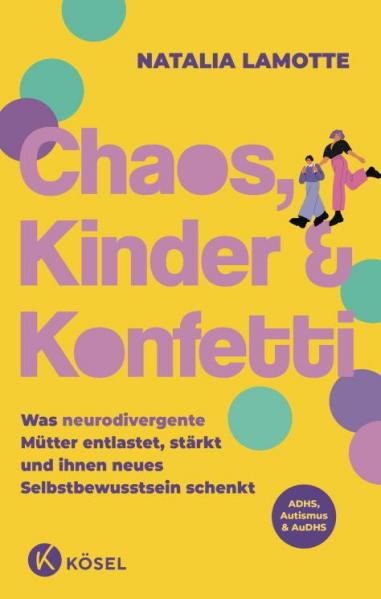 NATALIA LAMOTTE
Chaos,
Kinder &
Konfetti
Was neurodivergente
Mütter entlastet, stärkt
und ihnen neues
Selbstbewusstsein schenkt
ADHS,
Autismus
& AuDHS
K KÖSEL